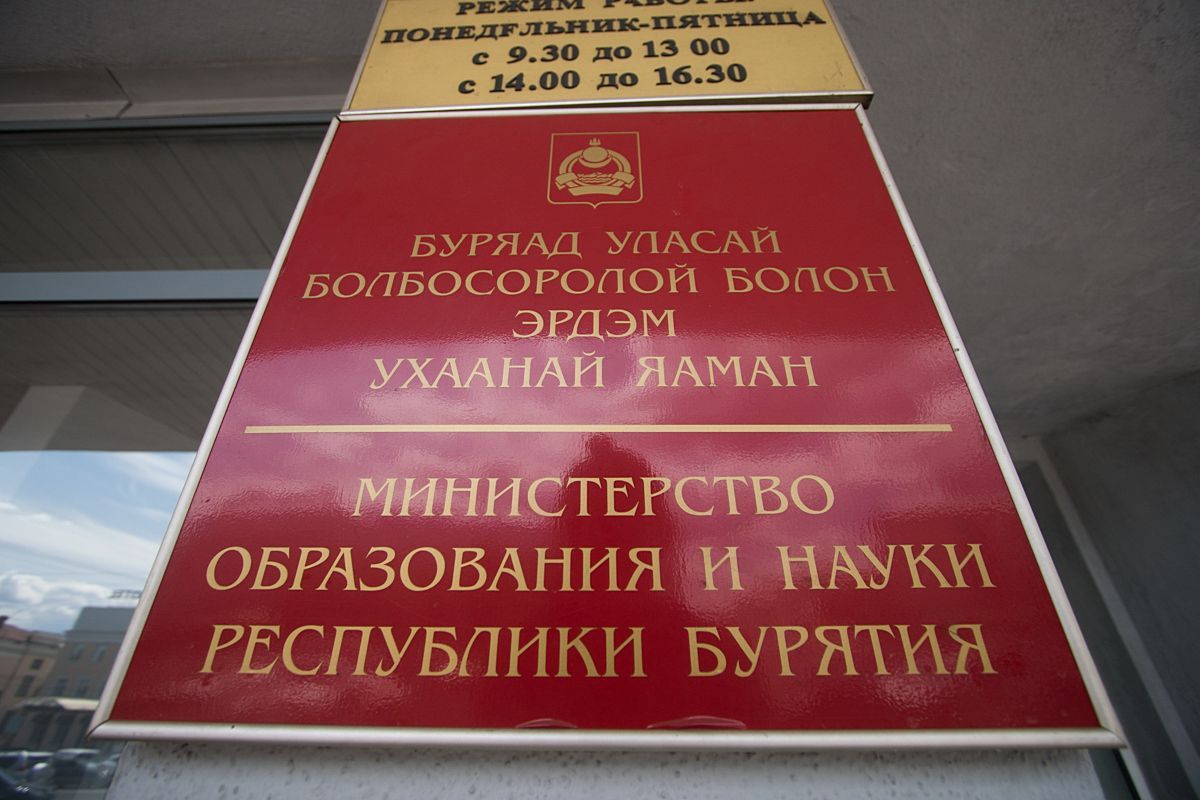 РЕЖИМ РАБОТЫ:
ПОНЕДЕЛЬНИК-ПЯТНИЦА
с 9.30 до 13 00
с 14.00 до 16.30
БУРЯАД УЛАСАЙ
БОЛБОСОРОЛОЙ БОЛОН
ЭРДЭМ
УХААНАЙ ЯАМАН
МИНИСТЕРСТВО
ОБРАЗОВАНИЯ И НАУКИ
РЕСПУБЛИКИ БУРЯТИЯ